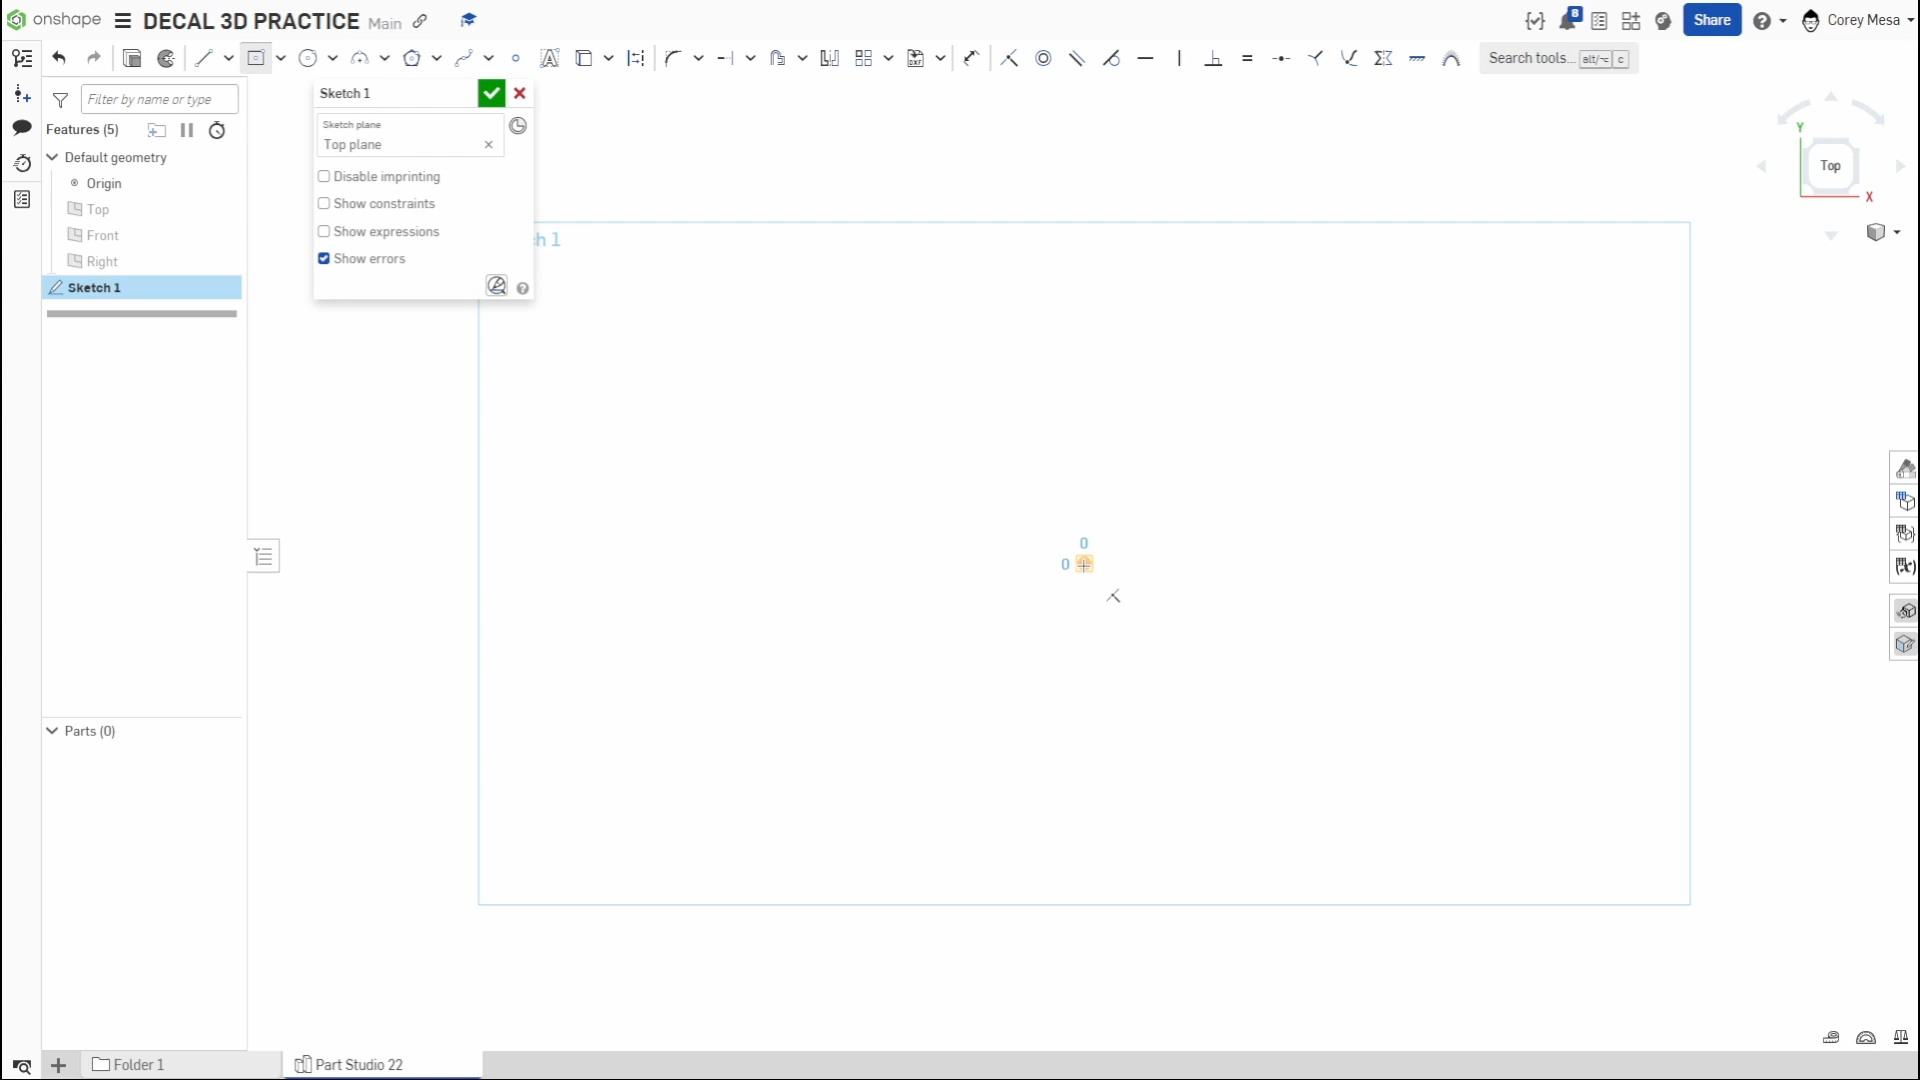 onshape DECAL 3D PRACTICE Main
8 Share Corey Mesa
Search tools... alt/⌥ c
Filter by name or type
Features (5)
Default geometry
Origin
Top
Front
Right
Sketch 1
Sketch 1
Sketch plane
Top plane
Disable imprinting
Show constraints
Show expressions
Show errors
ch 1
Y
Top
X
0
0
Parts (0)
Folder 1
Part Studio 22